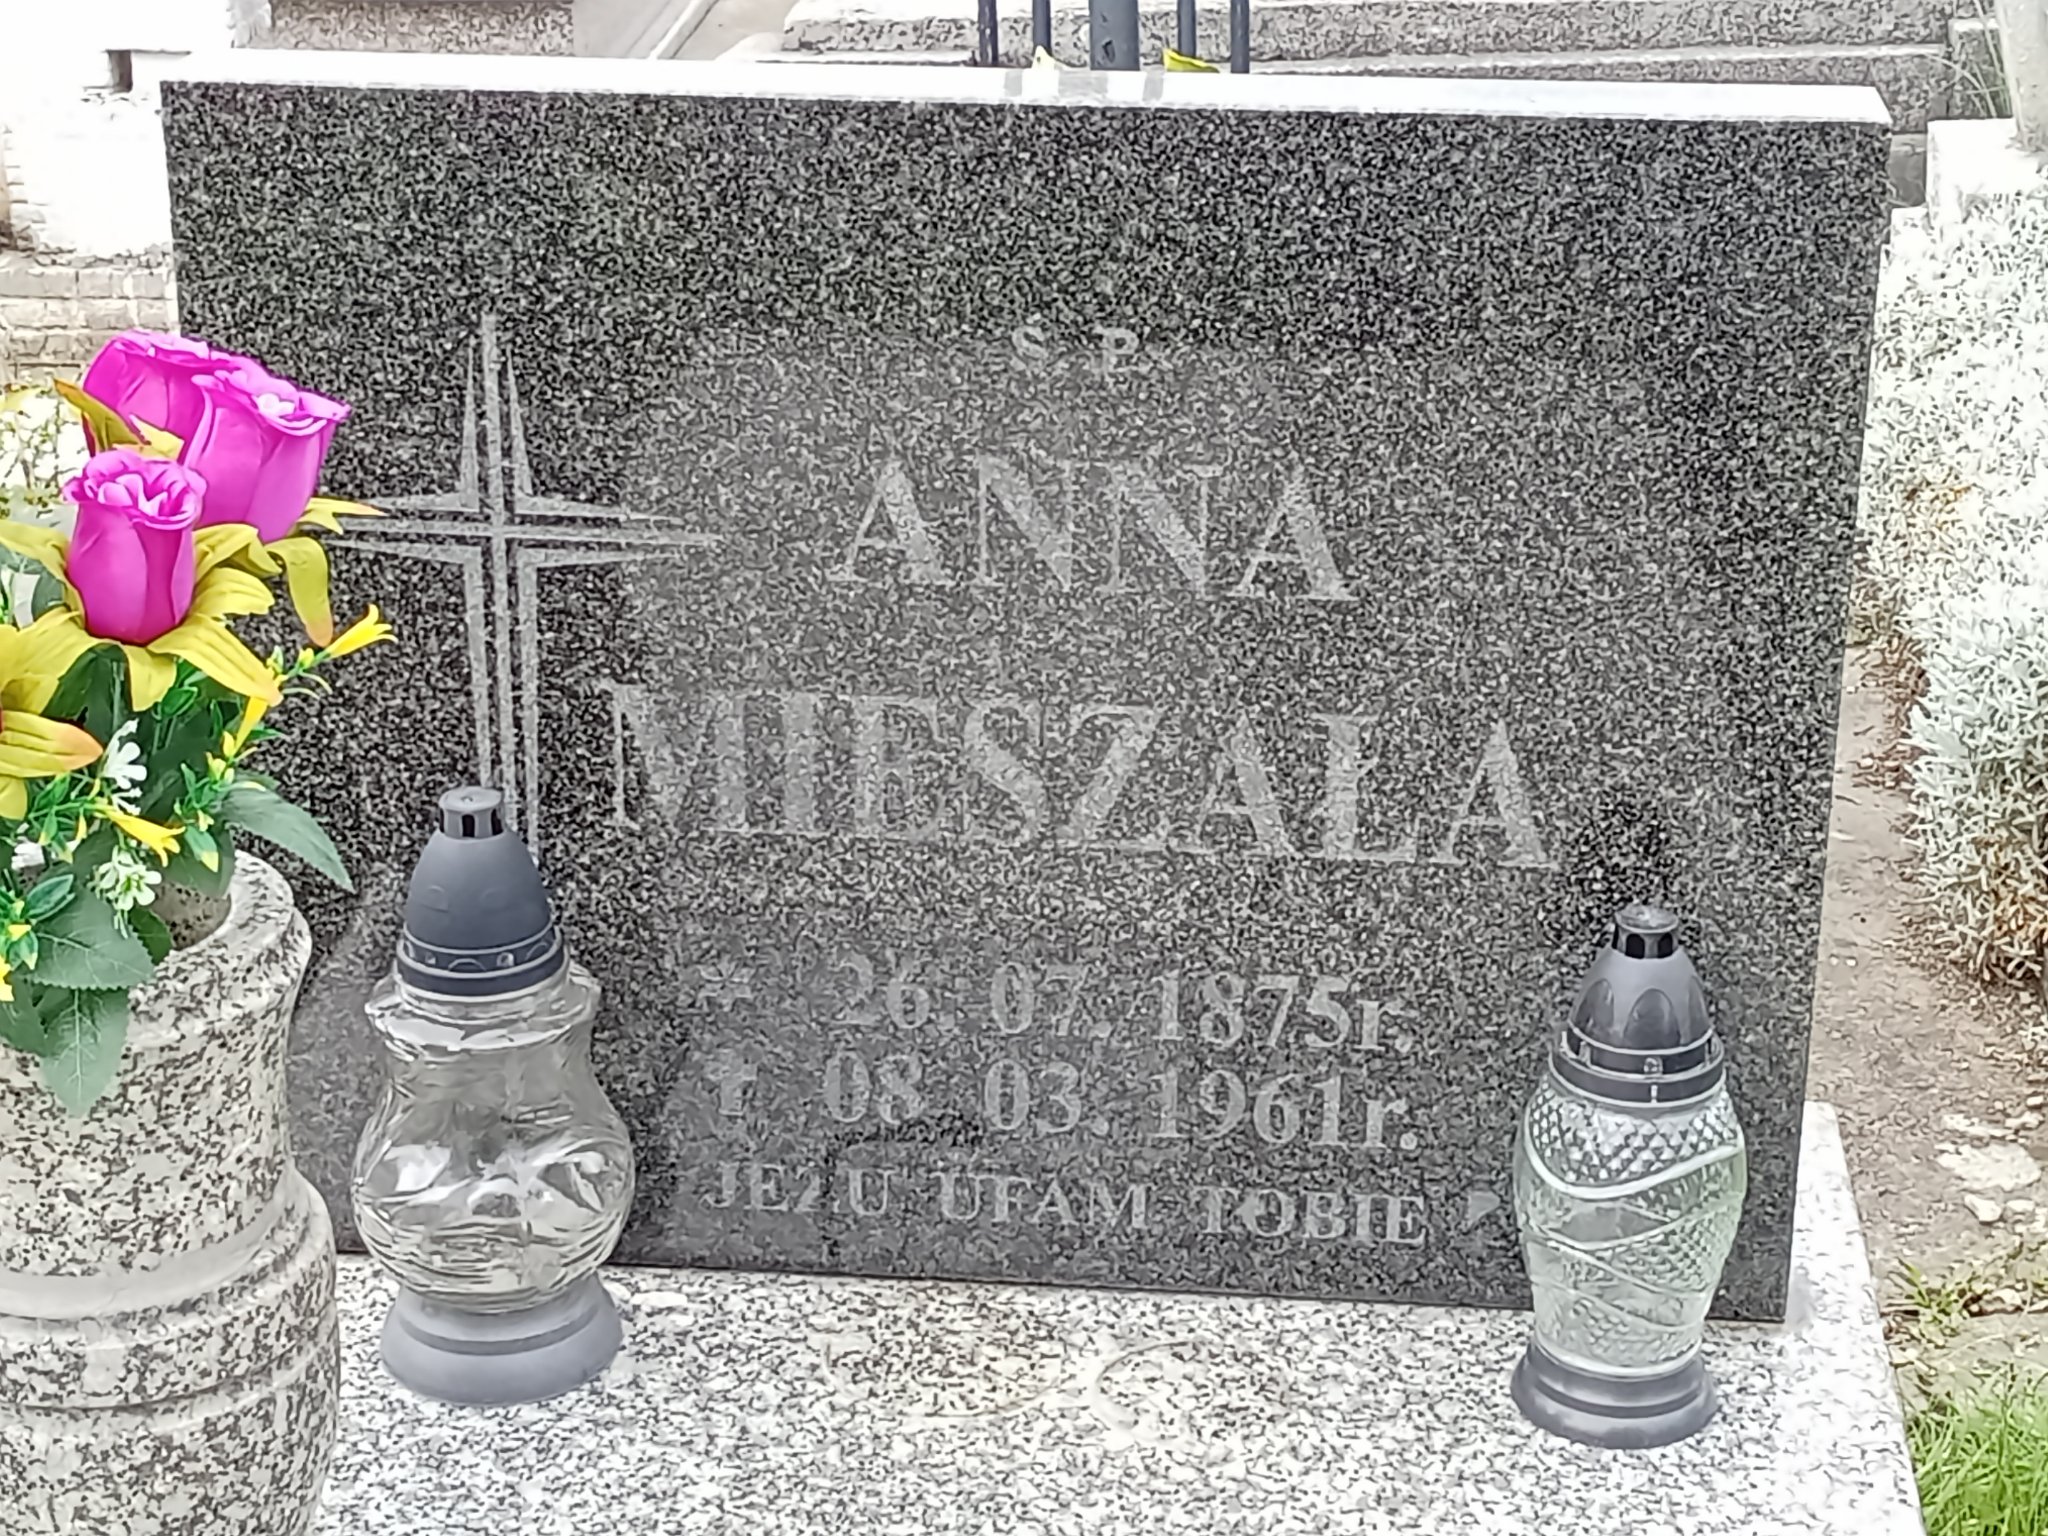 Ś P.
ANNA
MIESZAŁA
* 26. 07. 1875r.
† 08 03. 1961r.
JEZU UFAM TOBIE